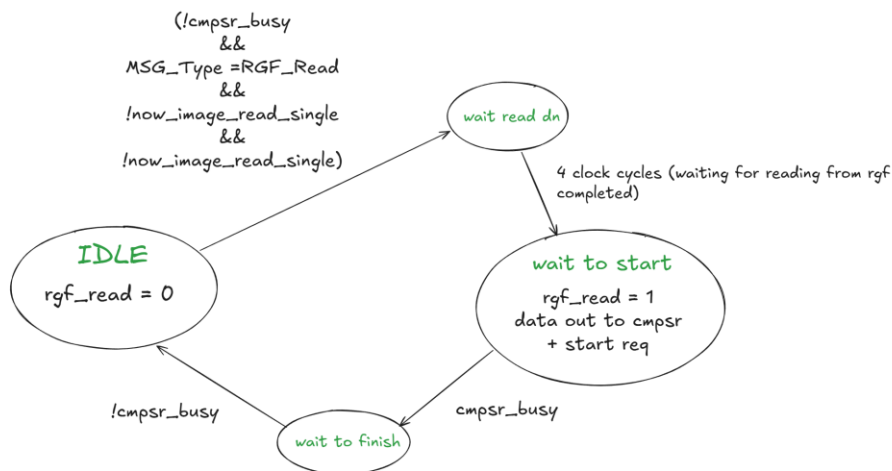 (!cmpsr_busy
&&
MSG_Type =RGF_Read
&&
!now_image_read_single
&&
!now_image_read_single)
wait read dn
4 clock cycles (waiting for reading from rgf
completed)
IDLE
rgf_read = 0
wait to start
rgf_read = 1
data out to cmpsr
+ start req
!cmpsr_busy
cmpsr_busy
wait to finish